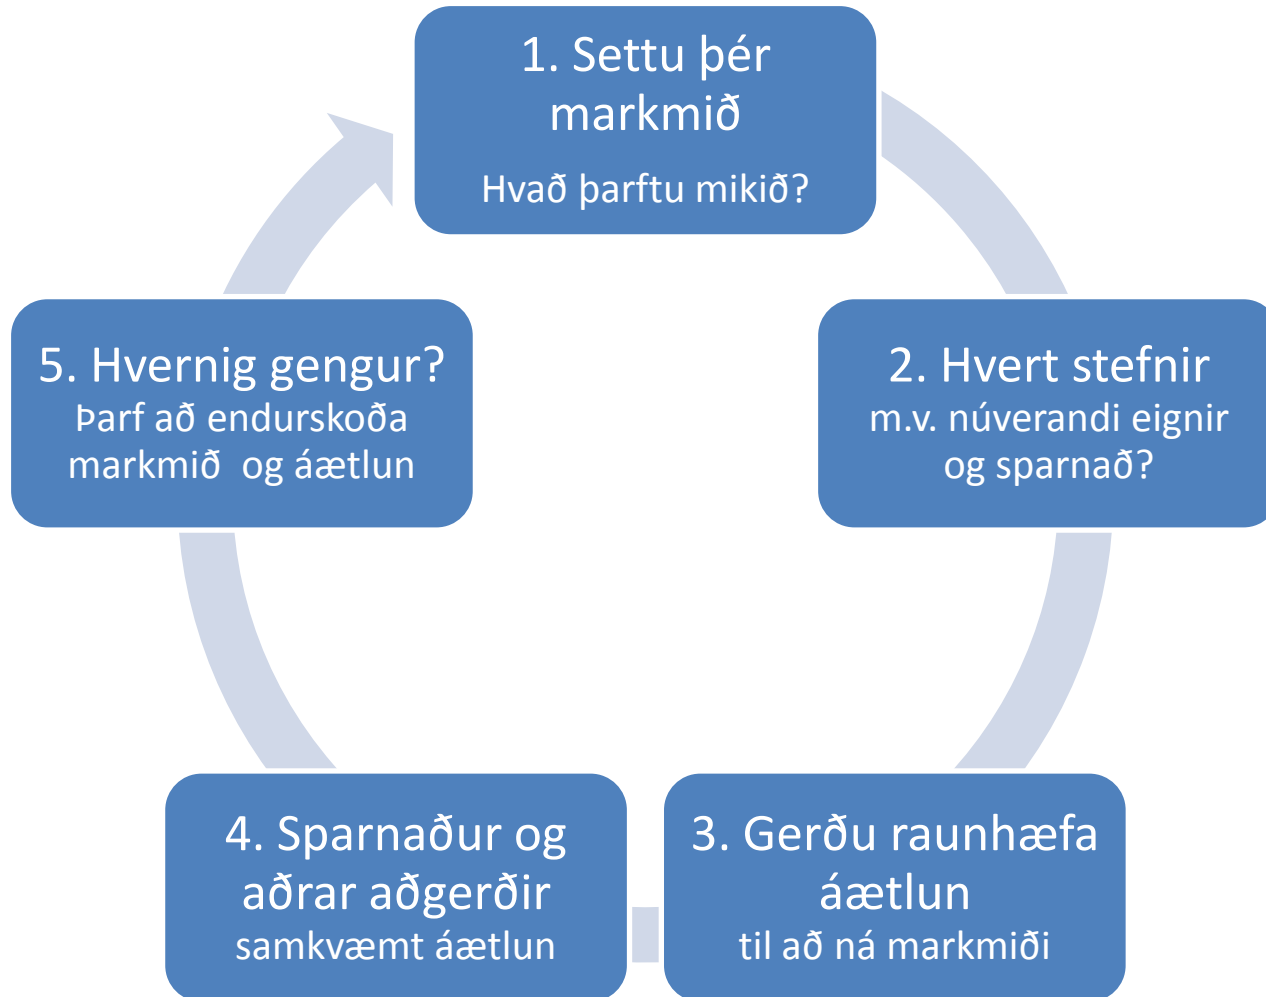 1. Settu þér
markmið
Hvað þarftu mikið?
2. Hvert stefnir
m.v. núverandi eignir
og sparnað?
3. Gerðu raunhæfa
áætlun
til að ná markmiði
4. Sparnaður og
aðrar aðgerðir
samkvæmt áætlun
5. Hvernig gengur?
Þarf að endurskoða
markmið  og áætlun